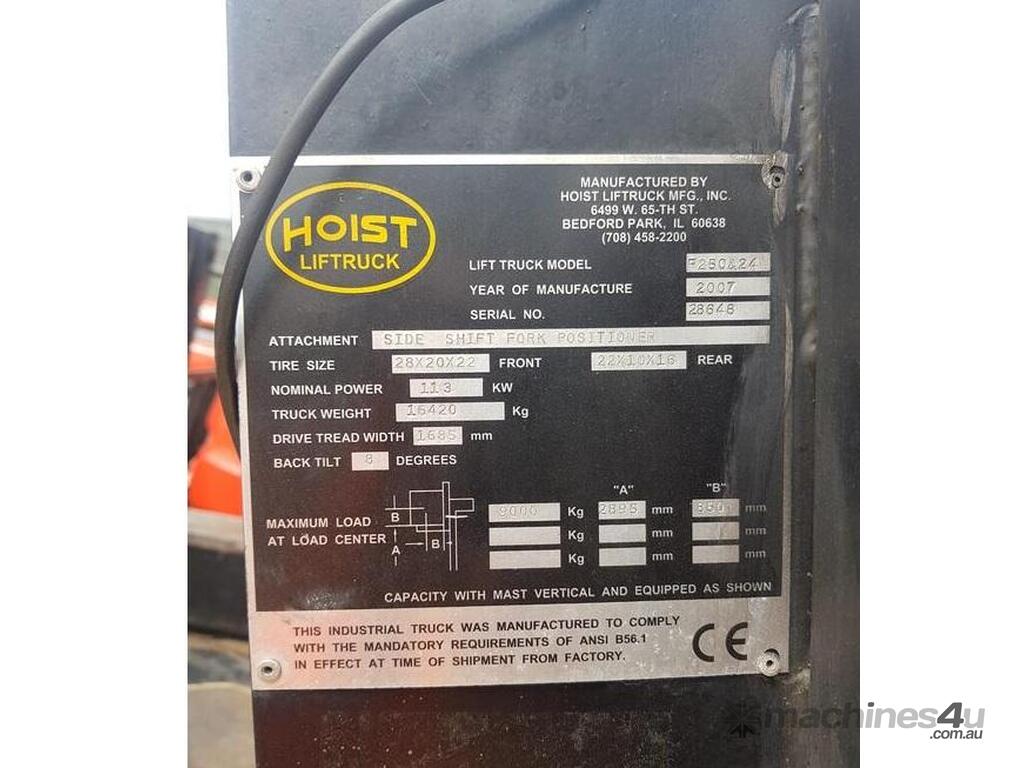 HOIST
LIFTRUCK
MANUFACTURED BY
HOIST LIFTRUCK MFG., INC.
6499 W. 65-TH ST.
BEDFORD PARK, IL 60638
(708) 458-2200
LIFT TRUCK MODEL
YEAR OF MANUFACTURE 2007
SERIAL NO. 28648
ATTACHMENT SIDE SHIFT FORK POSITIONER
TIRE SIZE 28X20X22 FRONT 22X10X16 REAR
NOMINAL POWER 113 KW
TRUCK WEIGHT 16420 Kg
DRIVE TREAD WIDTH 1685 mm
BACK TILT 8 DEGREES
"A" "B"
MAXIMUM LOAD
AT LOAD CENTER
B
A
B
9000 Kg 2895 mm mm
Kg mm mm
Kg mm mm
CAPACITY WITH MAST VERTICAL AND EQUIPPED AS SHOWN
THIS INDUSTRIAL TRUCK WAS MANUFACTURED TO COMPLY
WITH THE MANDATORY REQUIREMENTS OF ANSI B56.1
IN EFFECT AT TIME OF SHIPMENT FROM FACTORY.
CE
machines4u
.com.au